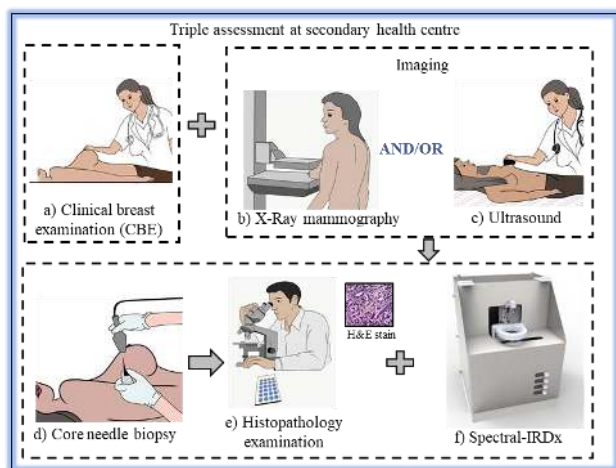 Triple assessment at secondary health centre
Imaging
AND/OR
a) Clinical breast
examination (CBE)
b) X-Ray mammography
c) Ultrasound
H&E stain
d) Core needle biopsy
e) Histopathology
examination
f) Spectral-IRDx